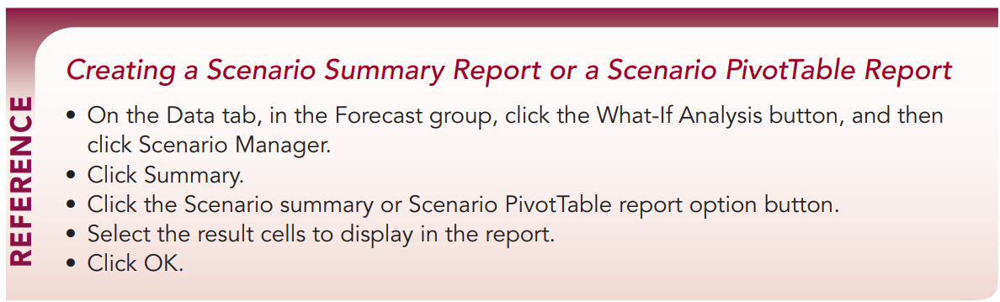 REFERENCE
Creating a Scenario Summary Report or a Scenario PivotTable Report
• On the Data tab, in the Forecast group, click the What-If Analysis button, and then
click Scenario Manager.
• Click Summary.
• Click the Scenario summary or Scenario PivotTable report option button.
• Select the result cells to display in the report.
• Click OK.